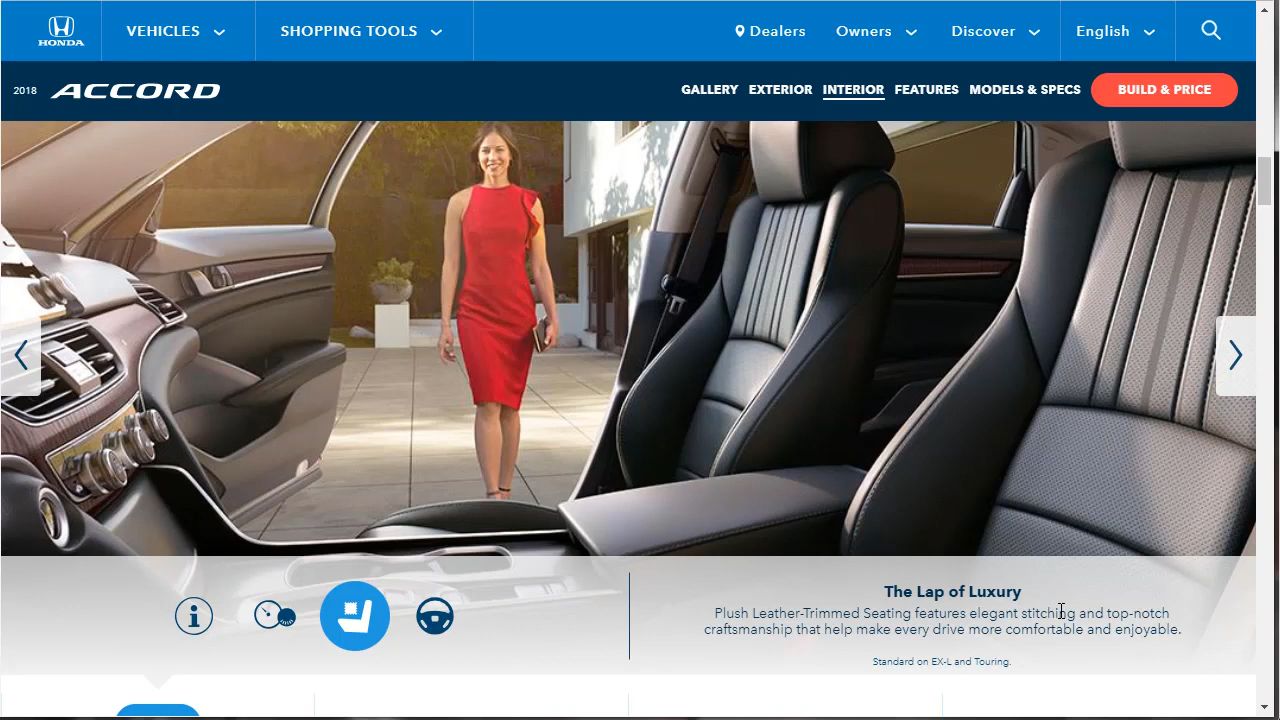 HONDA
VEHICLES
SHOPPING TOOLS
Dealers
Owners
Discover
English
2018 ACCORD
GALLERY
EXTERIOR
INTERIOR
FEATURES
MODELS & SPECS
BUILD & PRICE
The Lap of Luxury
Plush Leather-Trimmed Seating features elegant stitching and top-notch
craftsmanship that help make every drive more comfortable and enjoyable.
Standard on EX-L and Touring.